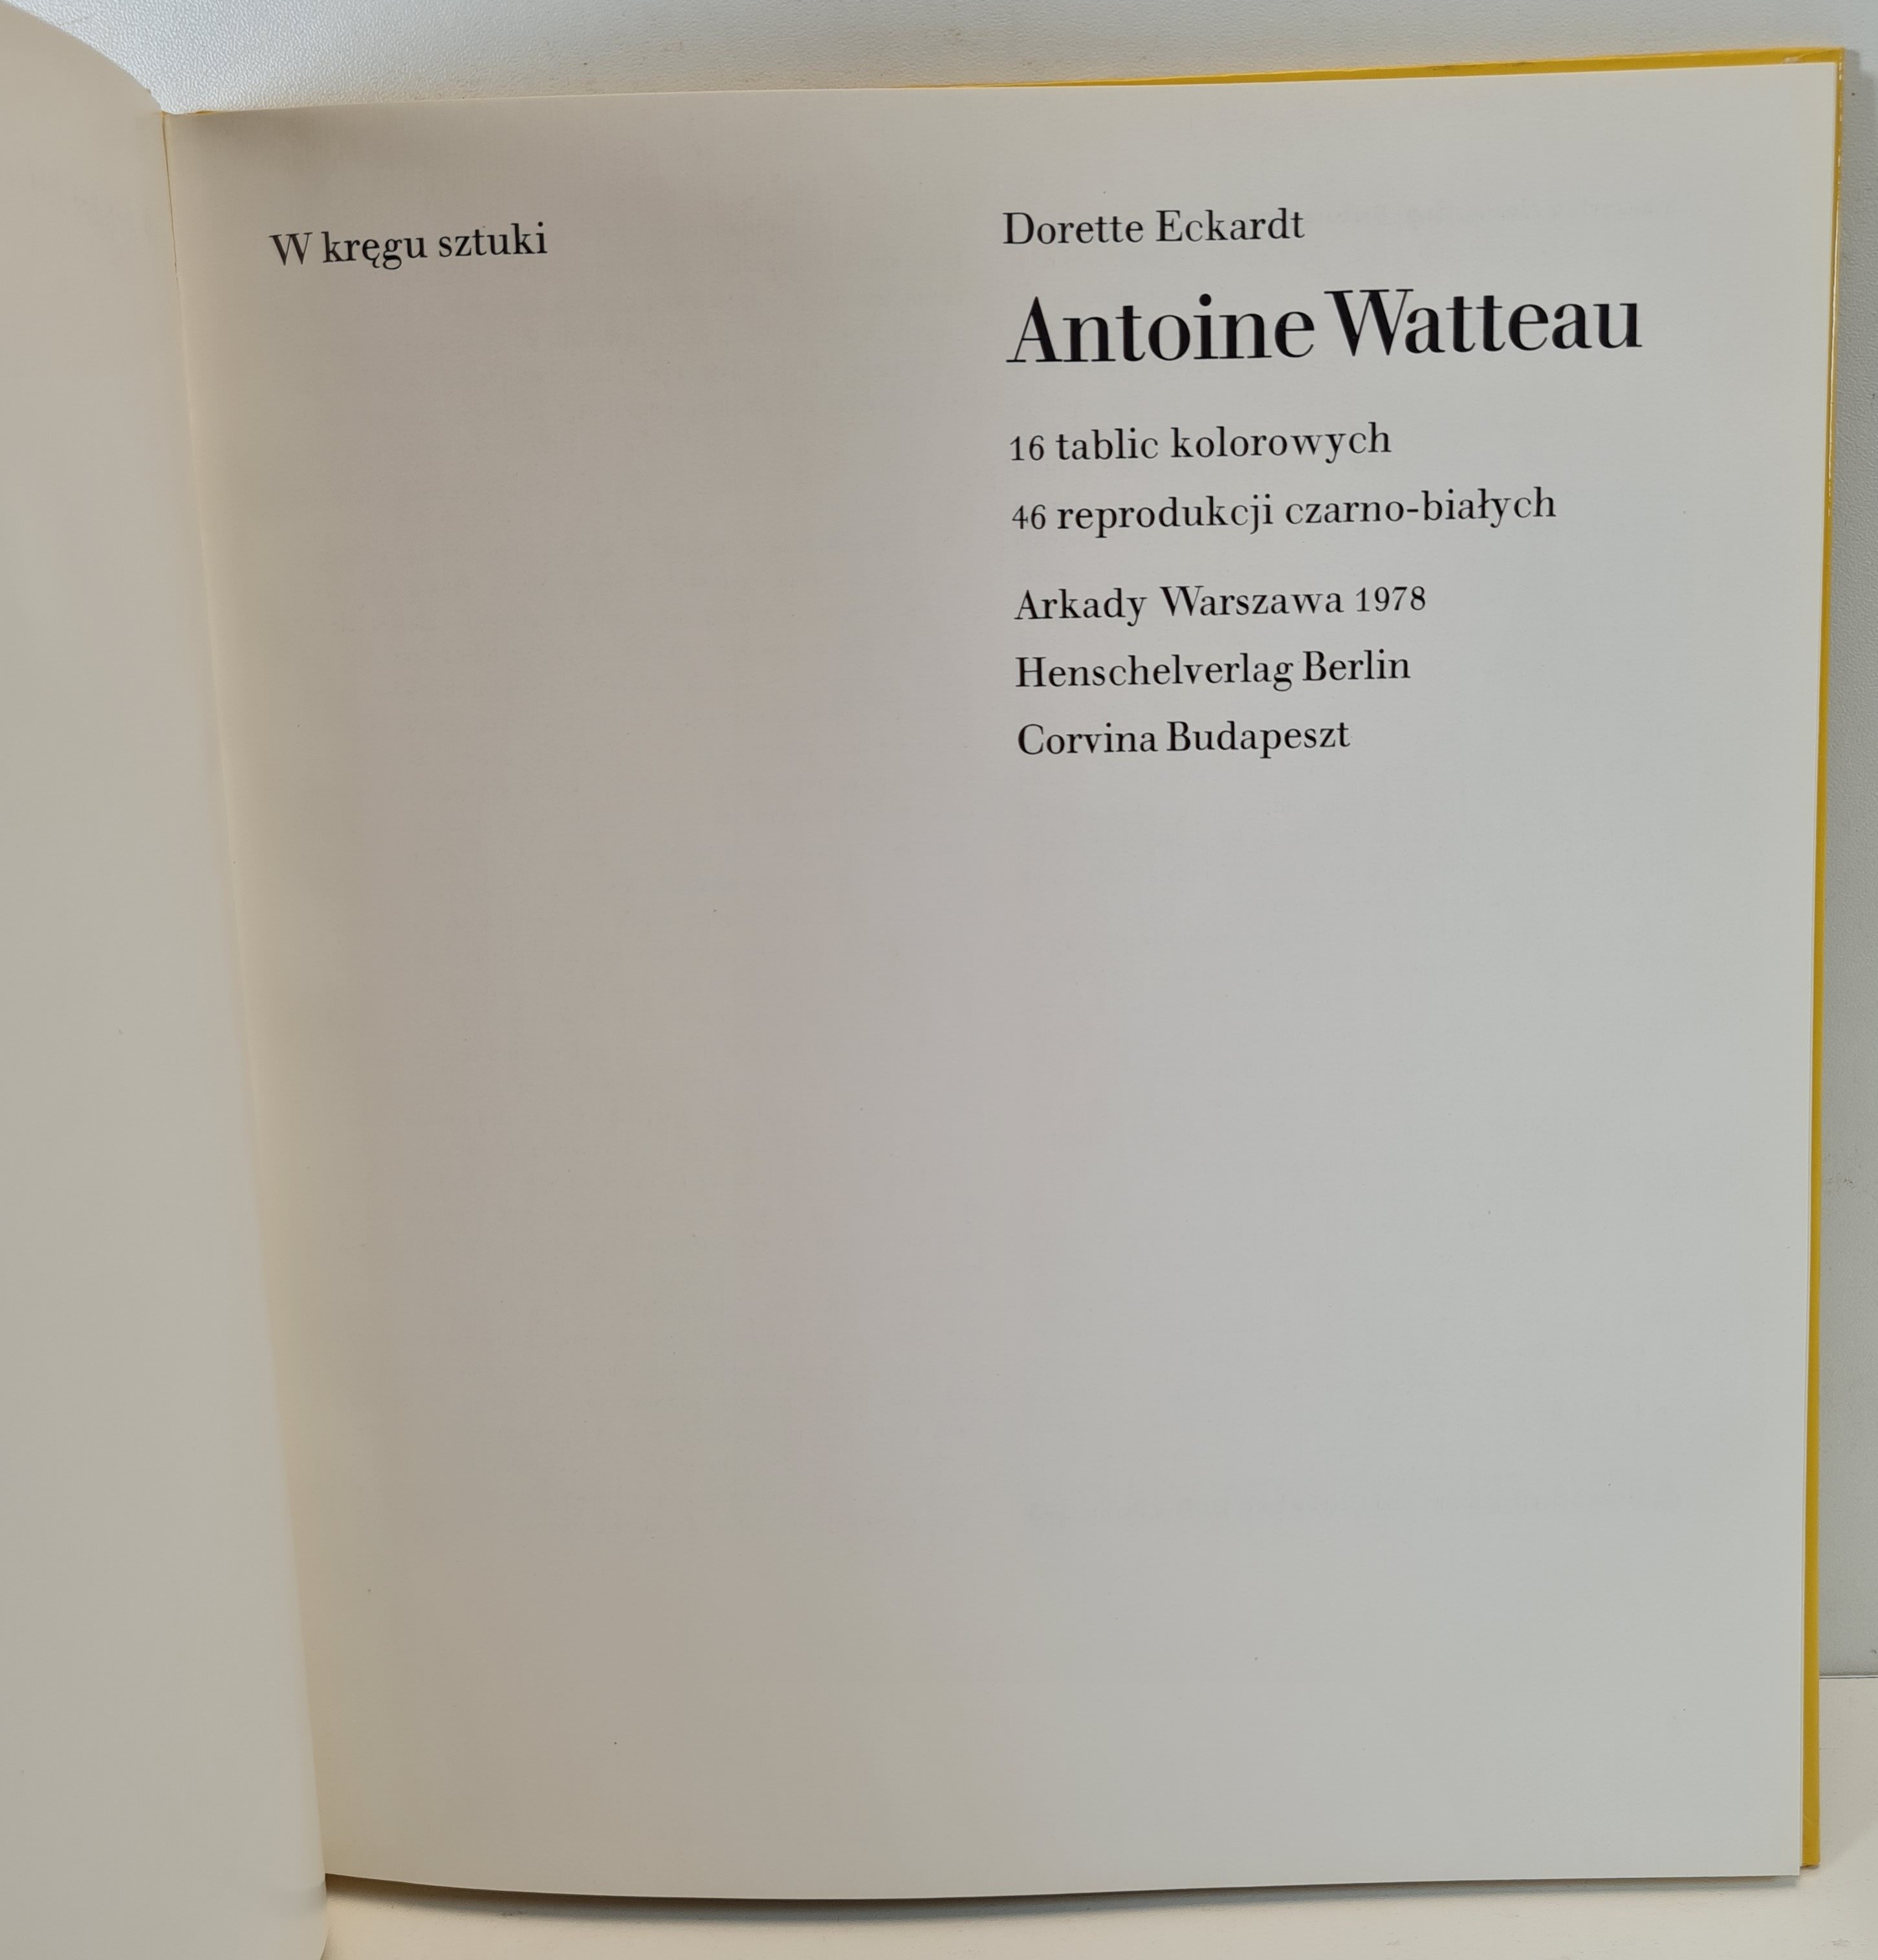 W kręgu sztuki
Dorette Eckardt
Antoine Watteau
16 tablic kolorowych
46 reprodukcji czarno-białych
Arkady Warszawa 1978
Henschelverlag Berlin
Corvina Budapeszt